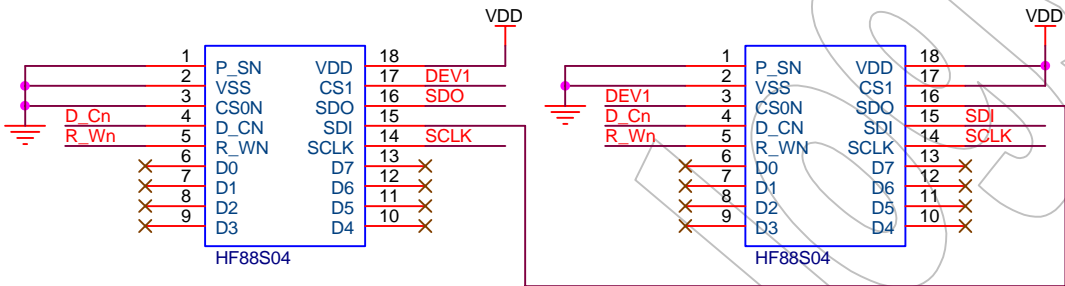 VDD VDD
1 18 1 18
P_SN VDD P_SN VDD
2 17 DEV1 2 17
VSS CS1 VSS CS1
3 16 SDO DEV1 3 16
CS0N SDO CS0N SDO
D_Cn 4 15 D_Cn 4 15 SDI
D_CN SDI D_CN SDI
R_Wn 5 14 SCLK R_Wn 5 14 SCLK
R_WN SCLK R_WN SCLK
6 13 6 13
D0 D7 D0 D7
7 12 7 12
D1 D6 D1 D6
8 11 8 11
D2 D5 D2 D5
9 10 9 10
D3 D4 D3 D4
HF88S04 HF88S04